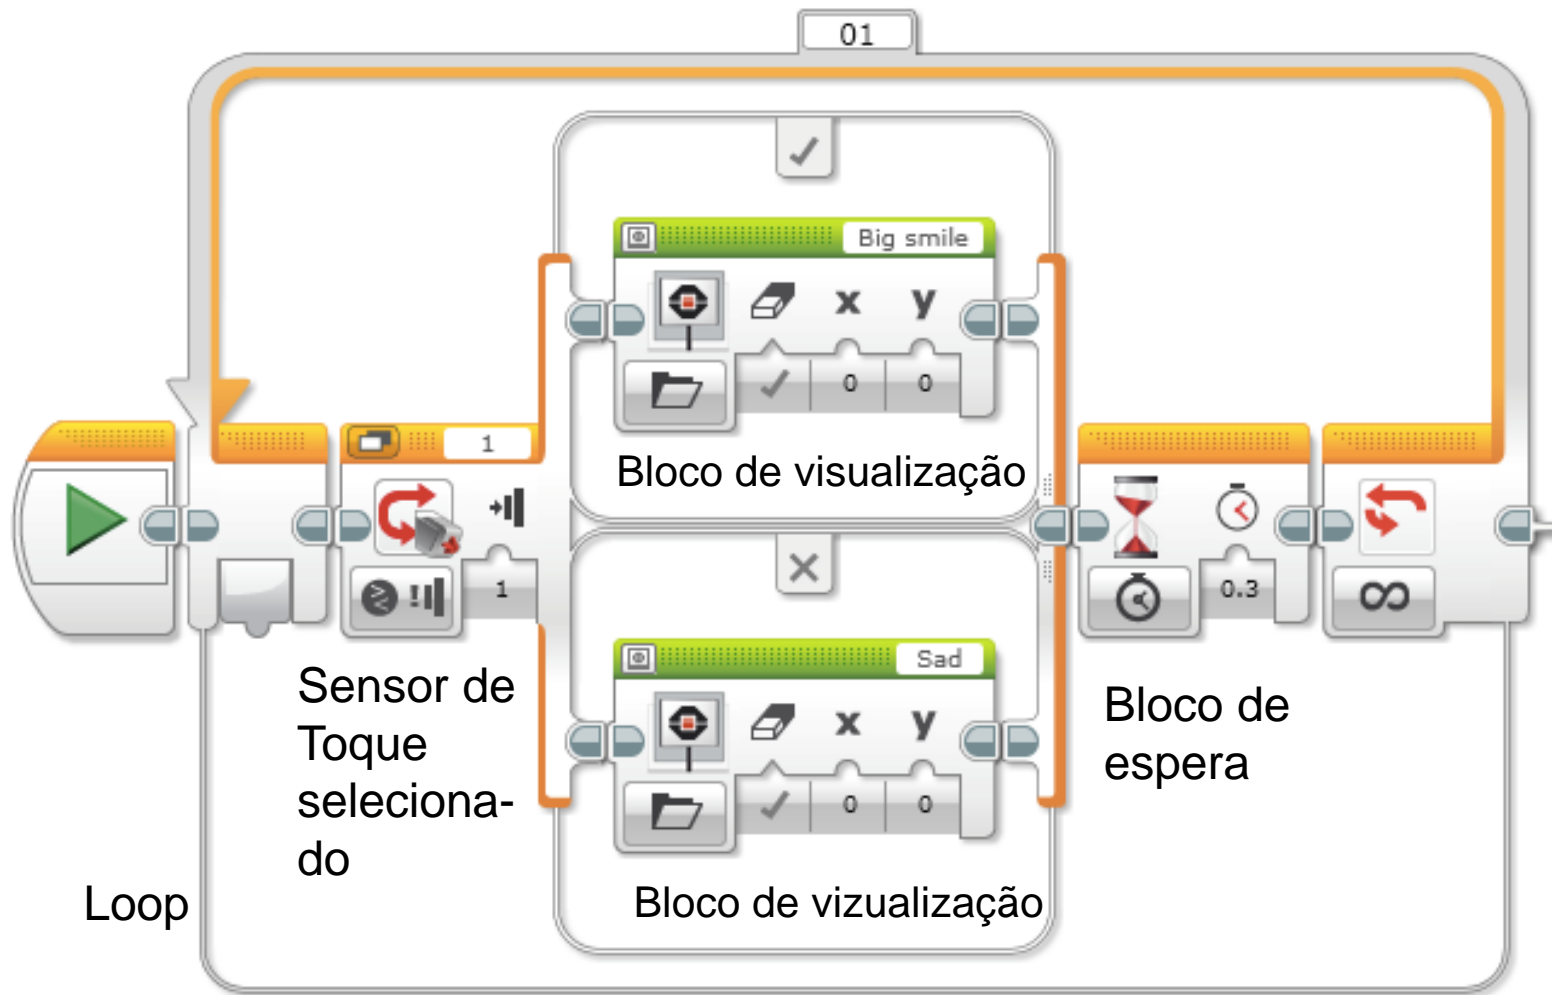 01
Big smile
x y
0 0
1
Bloco de visualização
1
0.3
∞
Sad
x y
0 0
Sensor de
Toque
seleciona-
do
Bloco de
espera
Loop
Bloco de vizualização